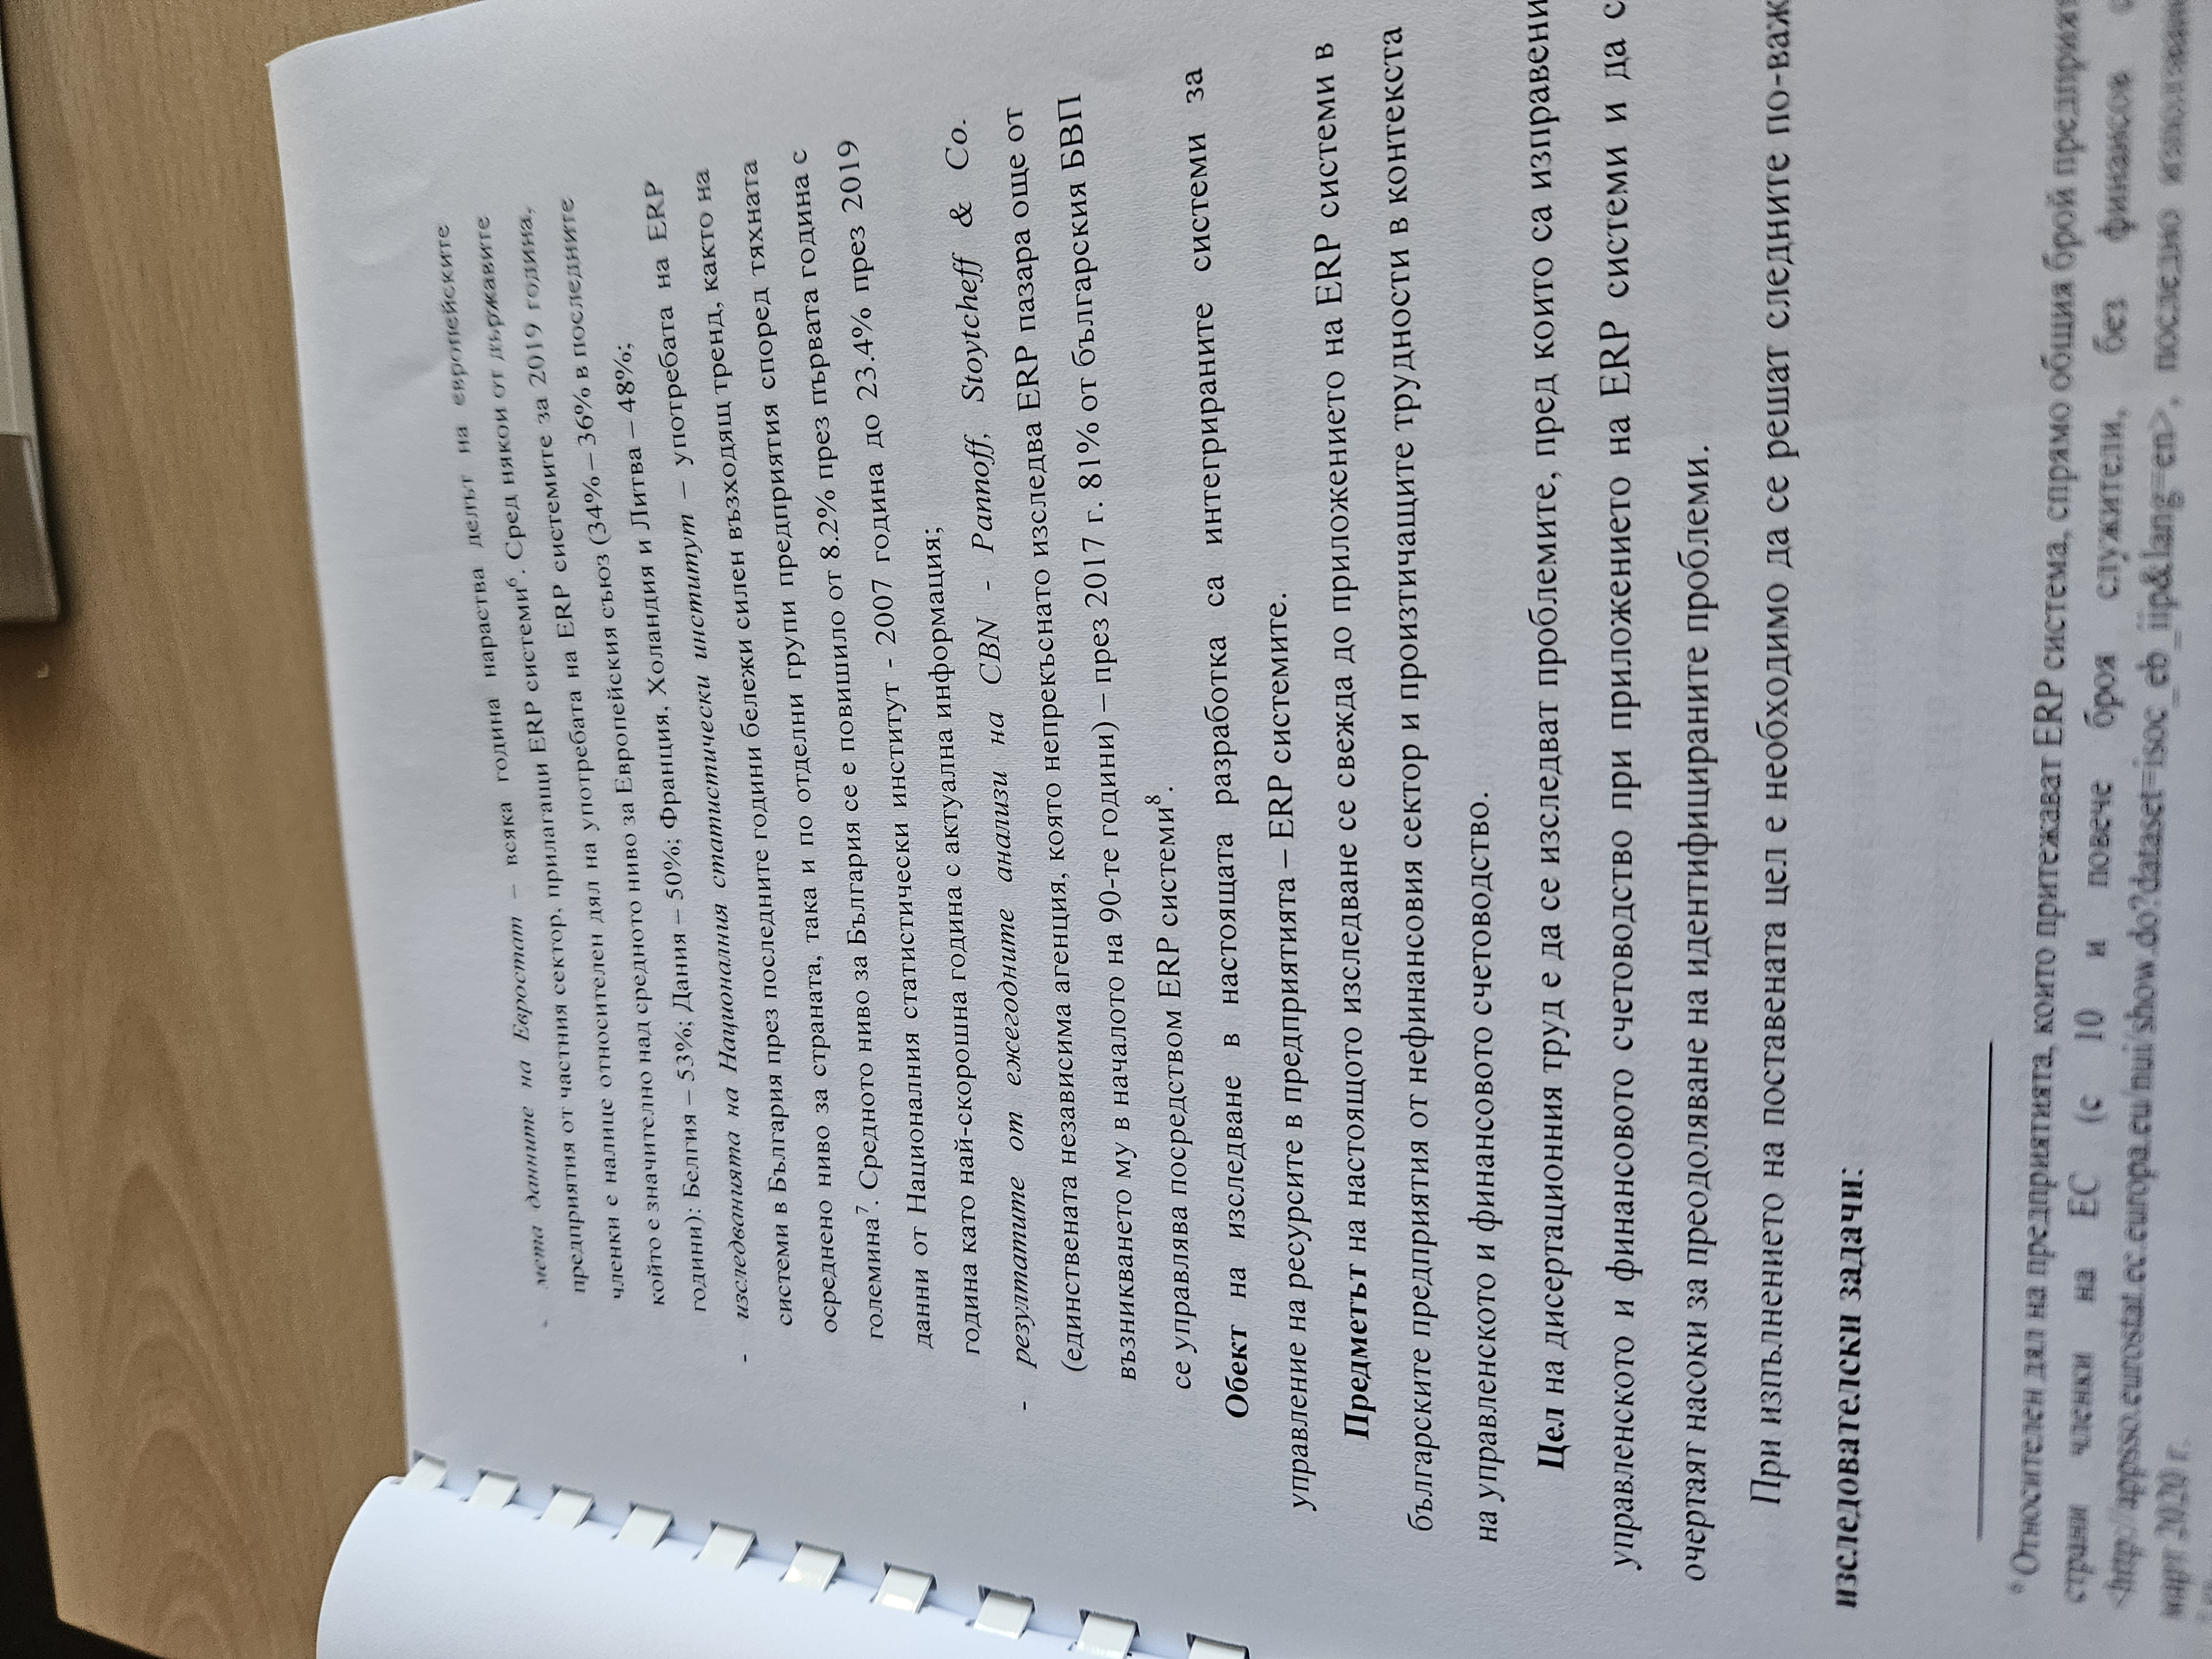 - мета данните на Евростат – всяка година нараства делът на европейските
предприятия от частния сектор, прилагащи ERP системи⁶. Сред някои от държавите
членки е налице относителен дял на употребата на ERP системите за 2019 година,
който е значително над средното ниво за Европейския съюз (34% – 36% в последните
години): Белгия – 53%; Дания – 50%; Франция, Холандия и Литва – 48%;
- изследванията на Националния статистически институт – употребата на ERP
системи в България през последните години бележи силен възходящ тренд, както на
осреднено ниво за страната, така и по отделни групи предприятия според тяхната
големина⁷. Средното ниво за България се е повишило от 8.2% през първата година с
данни от Националния статистически институт - 2007 година до 23.4% през 2019
година като най-скорошна година с актуална информация;
- резултатите от ежегодните анализи на CBN - Pannoff, Stoytcheff & Co.
(единствената независима агенция, която непрекъснато изследва ERP пазара още от
възникването му в началото на 90-те години) – през 2017 г. 81% от българския БВП
се управлява посредством ERP системи⁸.
Обект на изследване в настоящата разработка са интегрираните системи за
управление на ресурсите в предприятията – ERP системите.
Предметът на настоящото изследване се свежда до приложението на ERP системи в
българските предприятия от нефинансовия сектор и произтичащите трудности в контекста
на управленското и финансовото счетоводство.
Цел на дисертационния труд е да се изследват проблемите, пред които са изправени
управленското и финансовото счетоводство при приложението на ERP системи и да с
очертаят насоки за преодоляване на идентифицираните проблеми.
При изпълнението на поставената цел е необходимо да се решат следните по-важ
изследователски задачи:
⁶ Относителен дял на предприятията, които притежават ERP система, спрямо общия брой предприят
страни членки на ЕС (с 10 и повече броя служители, без финансов
<http://appsso.eurostat.ec.europa.eu/nui/show.do?dataset=isoc_eb_iip&lang=en>, последно
март 2020 г.